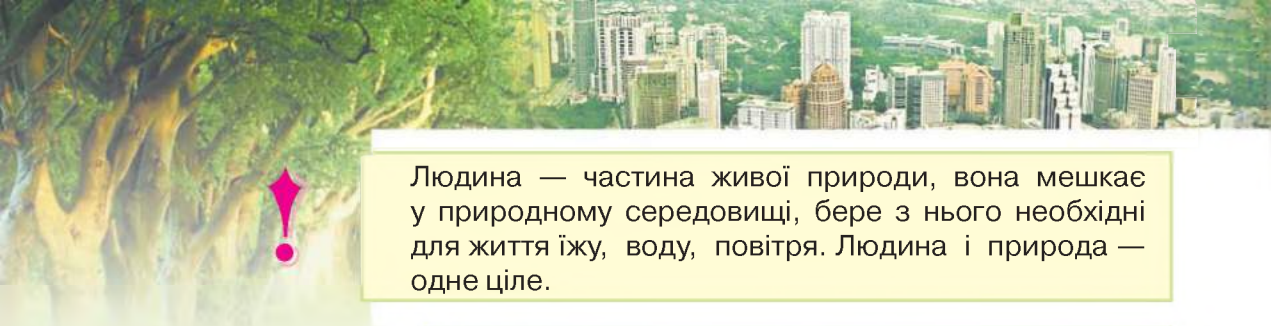 Людина — частина живої природи, вона мешкає
у природному середовищі, бере з нього необхідні
для життя їжу, воду, повітря. Людина і природа —
одне ціле.